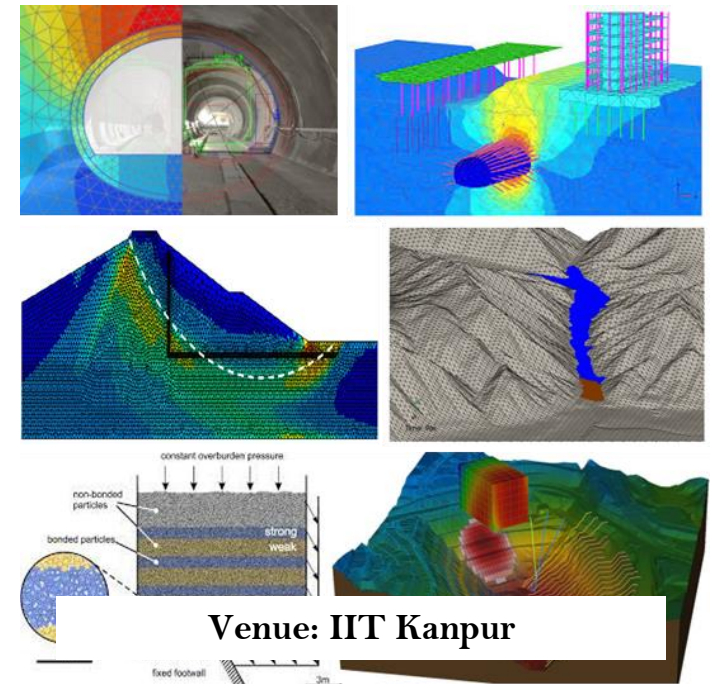 constant overburden pressure
non-bonded
particles
strong
bonded particles
weak
Venue: IIT Kanpur
fixed footwall
3m